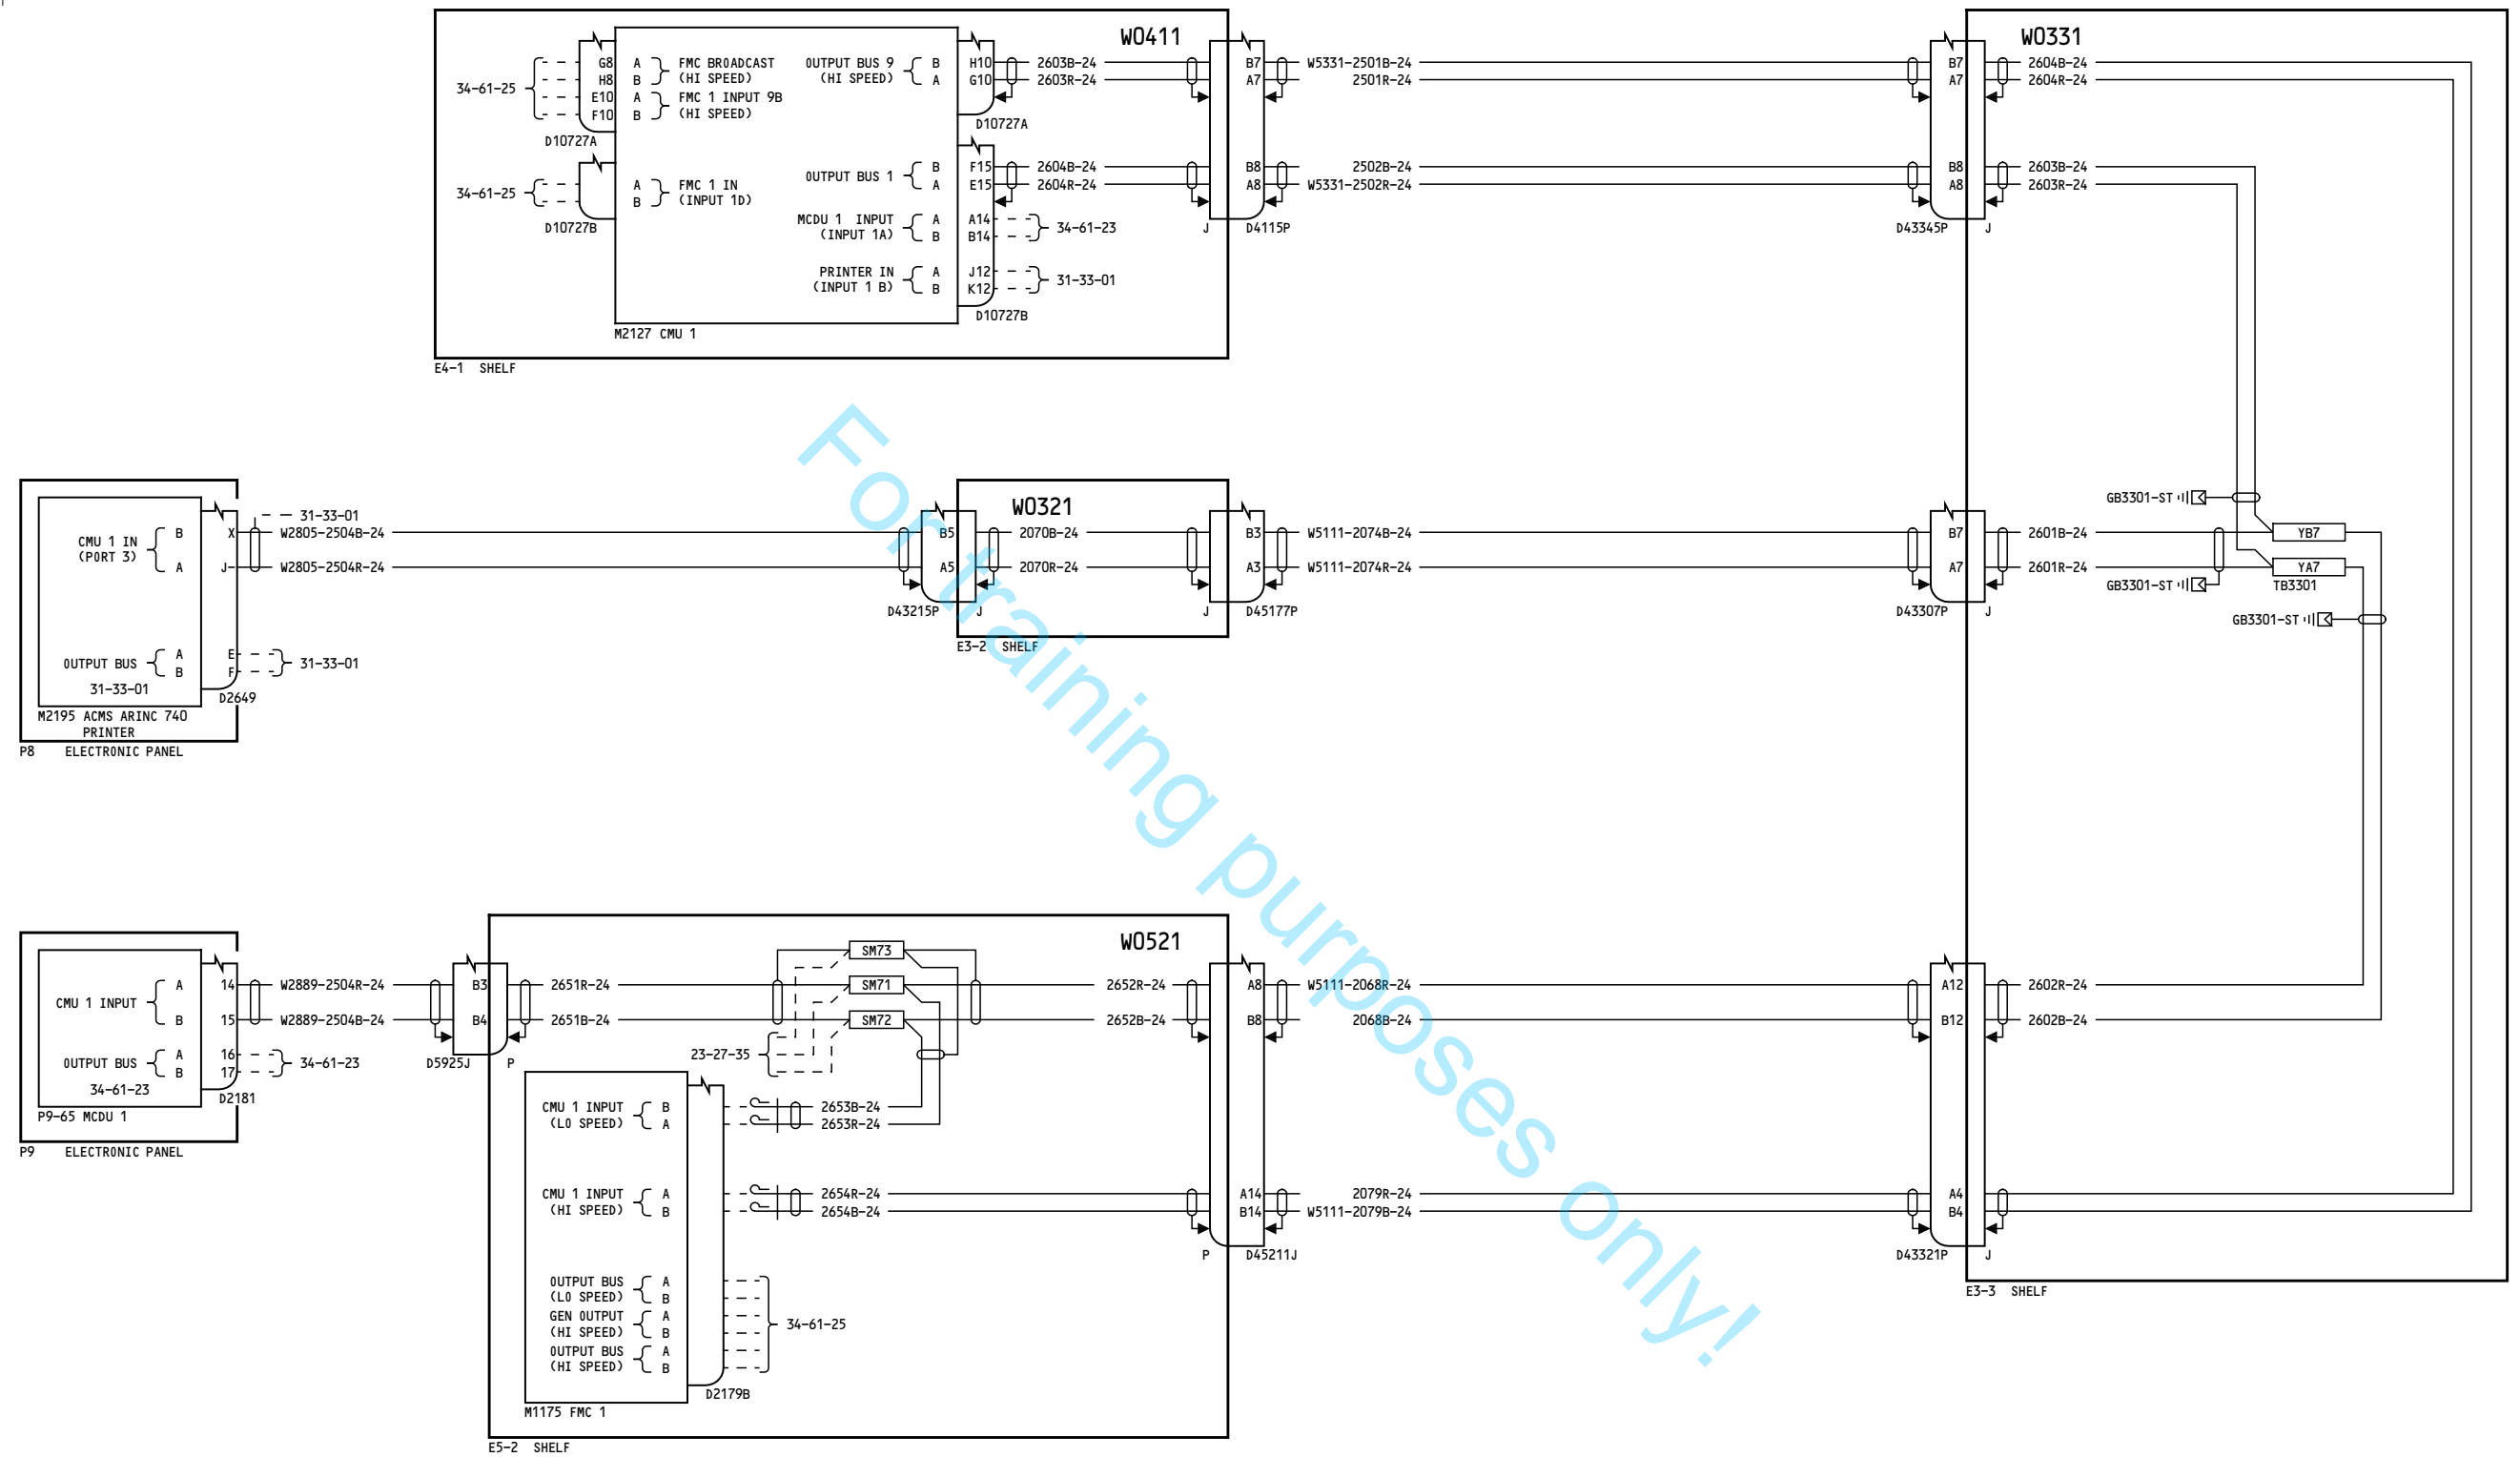 W0411
G8 A FMC BROADCAST
H8 B (HI SPEED)
34-61-25
E10 A FMC 1 INPUT 9B
F10 B (HI SPEED)
D10727A
34-61-25
A FMC 1 IN
B (INPUT 1D)
D10727B
OUTPUT BUS 9 B H10 2603B-24
(HI SPEED) A G10 2603R-24
D10727A
OUTPUT BUS 1
B F15 2604B-24
A E15 2604R-24
MCDU 1 INPUT A A14
(INPUT 1A) B B14
34-61-23
PRINTER IN A J12
(INPUT 1 B) B K12
31-33-01
D10727B
M2127 CMU 1
E4-1 SHELF
B7 W5331-2501B-24 B7
A7 2501R-24 A7
B8 2502B-24 B8
A8 W5331-2502R-24 A8
J D4115P
D43345P J
W0331
2604B-24
2604R-24
2603B-24
2603R-24
CMU 1 IN
(PORT 3)
B X W2805-2504B-24
A J- W2805-2504R-24
31-33-01
OUTPUT BUS
A E
B F
31-33-01
31-33-01
D2649
M2195 ACMS ARINC 740
PRINTER
P8 ELECTRONIC PANEL
W0321
B5 2070B-24 B3 W5111-2074B-24 B7 2601B-24
A5 2070R-24 A3 W5111-2074R-24 A7 2601R-24
D43215P J
J D45177P
D43307P J
E3-2 SHELF
GB3301-ST
YB7
YA7
GB3301-ST
TB3301
GB3301-ST
W0521
CMU 1 INPUT
A 14 W2889-2504R-24
B 15 W2889-2504B-24
OUTPUT BUS
A 16
B 17
34-61-23
34-61-23
D2181
P9-65 MCDU 1
P9 ELECTRONIC PANEL
B3 2651R-24
B4 2651B-24
D5925J P
SM73
SM71
SM72
23-27-35
2652R-24 A8 W5111-2068R-24 A12 2602R-24
2652B-24 B8 2068B-24 B12 2602B-24
CMU 1 INPUT B 2653B-24
(LO SPEED) A 2653R-24
CMU 1 INPUT A 2654R-24
(HI SPEED) B 2654B-24
A14 2079R-24 A4
B14 W5111-2079B-24 B4
P D45211J
D43321P J
E3-3 SHELF
OUTPUT BUS A
(LO SPEED) B
GEN OUTPUT A
(HI SPEED) B
OUTPUT BUS A
(HI SPEED) B
34-61-25
D2179B
M1175 FMC 1
E5-2 SHELF
For training purposes only!